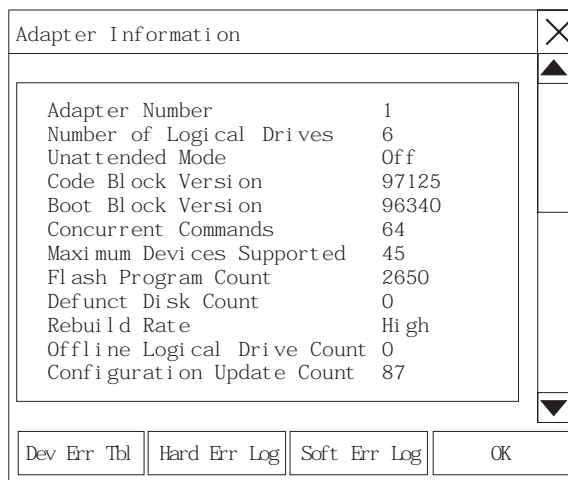 Adapter Information
Adapter Number 1
Number of Logical Drives 6
Unattended Mode Off
Code Block Version 97125
Boot Block Version 96340
Concurrent Commands 64
Maximum Devices Supported 45
Flash Program Count 2650
Defunct Disk Count 0
Rebuild Rate High
Offline Logical Drive Count 0
Configuration Update Count 87
Dev Err Tbl Hard Err Log Soft Err Log OK